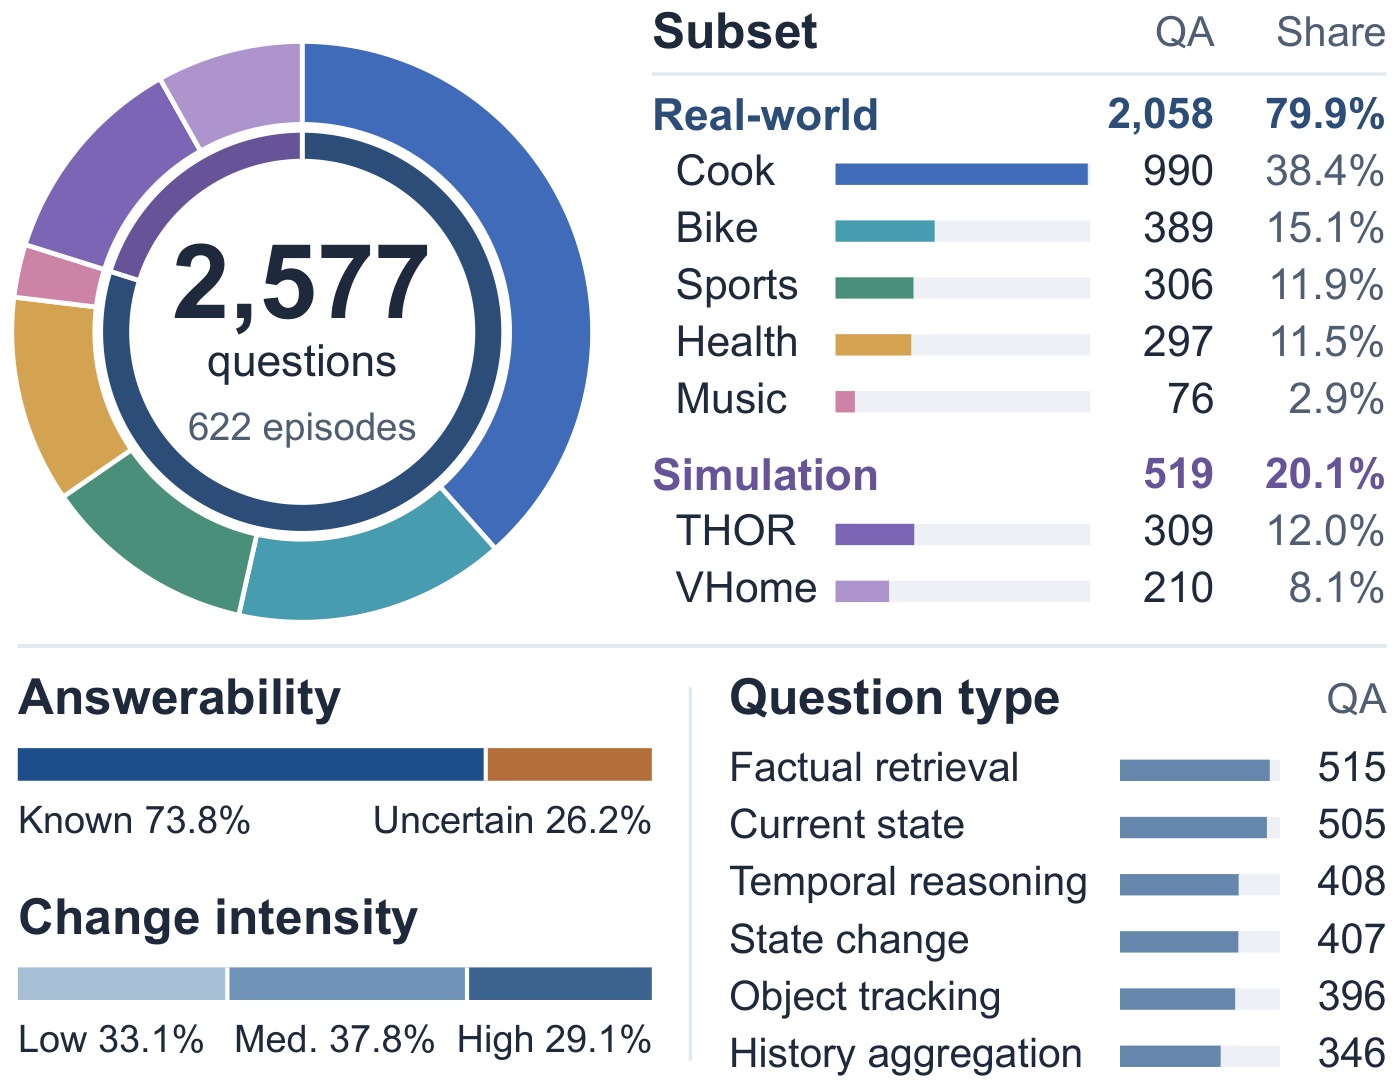 2,577
questions
622 episodes
Subset QA Share
Real-world 2,058 79.9%
Cook 990 38.4%
Bike 389 15.1%
Sports 306 11.9%
Health 297 11.5%
Music 76 2.9%
Simulation 519 20.1%
THOR 309 12.0%
VHome 210 8.1%
Answerability
Known 73.8% Uncertain 26.2%
Change intensity
Low 33.1% Med. 37.8% High 29.1%
Question type QA
Factual retrieval 515
Current state 505
Temporal reasoning 408
State change 407
Object tracking 396
History aggregation 346